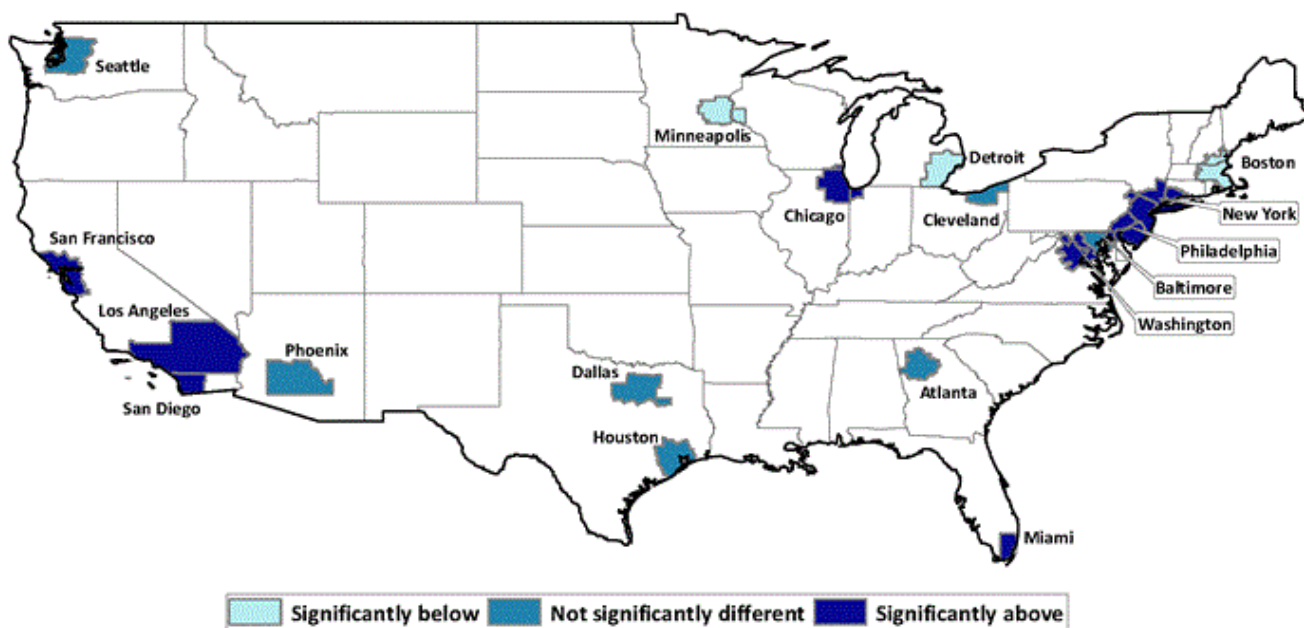 Seattle
Minneapolis
Detroit
Boston
Chicago
Cleveland
New York
San Francisco
Philadelphia
Baltimore
Los Angeles
Washington
Phoenix
Dallas
Atlanta
San Diego
Houston
Miami
Significantly below
Not significantly different
Significantly above